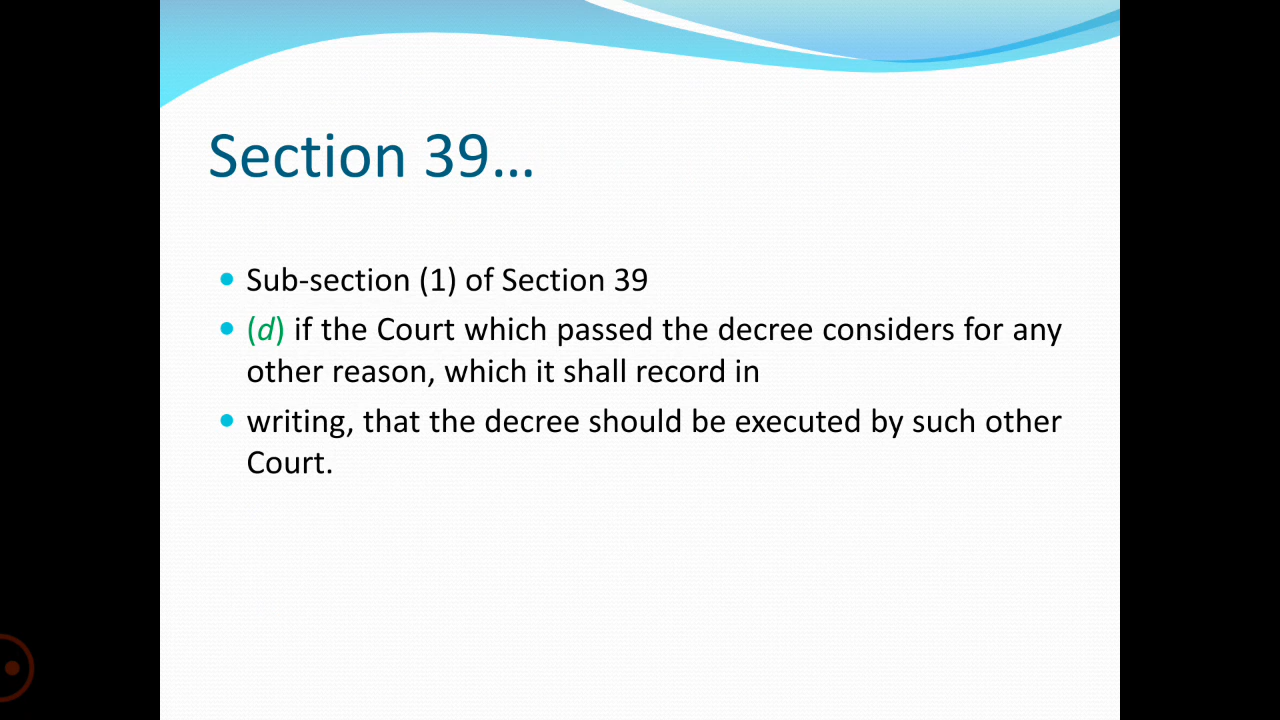 Section 39…
Sub-section (1) of Section 39
(d) if the Court which passed the decree considers for any
other reason, which it shall record in
writing, that the decree should be executed by such other
Court.